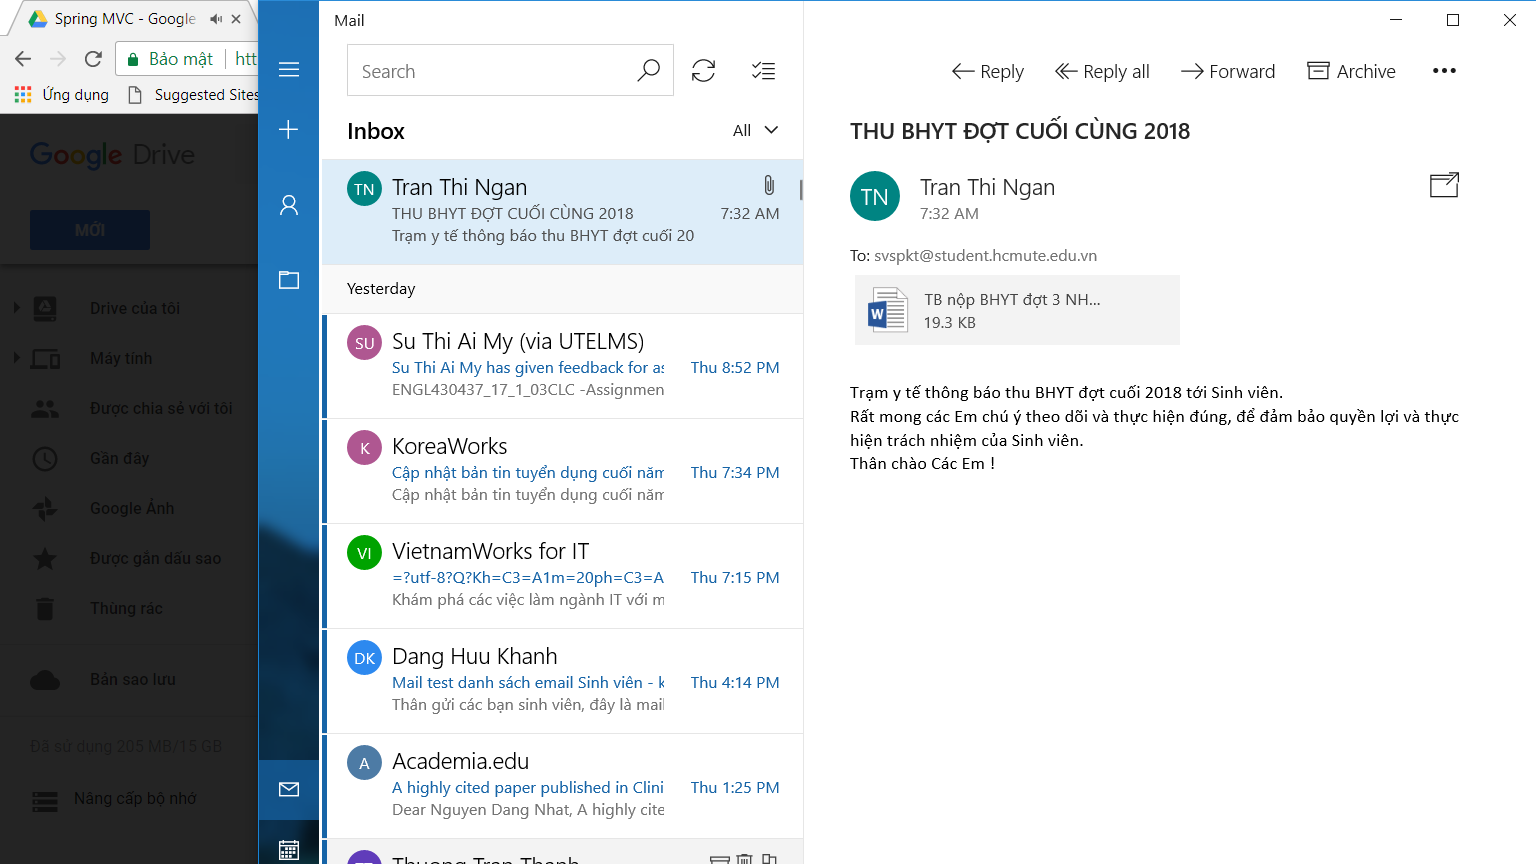 Spring MVC - Google
Bảo mật
htt
Ứng dụng
Suggested Sites
Google Drive
MỚI
Drive của tôi
Máy tính
Được chia sẻ với tôi
Gần đây
Google Ảnh
Được gắn dấu sao
Thùng rác
Bản sao lưu
Đã sử dụng 205 MB/15 GB
Nâng cấp bộ nhớ
Mail
Search
Inbox
All
TN
Tran Thi Ngan
THU BHYT ĐỢT CUỐI CÙNG 2018
7:32 AM
Trạm y tế thông báo thu BHYT đợt cuối 20
Yesterday
SU
Su Thi Ai My (via UTELMS)
Su Thi Ai My has given feedback for as
Thu 8:52 PM
ENGL430437_17_1_03CLC -Assignmen
K
KoreaWorks
Cập nhật bản tin tuyển dụng cuối năm
Thu 7:34 PM
Cập nhật bản tin tuyển dụng cuối năm
VI
VietnamWorks for IT
=?utf-8?Q?Kh=C3=A1m=20ph=C3=A
Thu 7:15 PM
Khám phá các việc làm ngành IT với m
DK
Dang Huu Khanh
Mail test danh sách email Sinh viên - k
Thu 4:14 PM
Thân gửi các bạn sinh viên, đây là mail
A
Academia.edu
A highly cited paper published in Clini
Thu 1:25 PM
Dear Nguyen Dang Nhat, A highly cite
Thuong Tran Thanh
Reply
Reply all
Forward
Archive
THU BHYT ĐỢT CUỐI CÙNG 2018
TN
Tran Thi Ngan
7:32 AM
To: svspkt@student.hcmute.edu.vn
TB nộp BHYT đợt 3 NH...
19.3 KB
Trạm y tế thông báo thu BHYT đợt cuối 2018 tới Sinh viên.
Rất mong các Em chú ý theo dõi và thực hiện đúng, để đảm bảo quyền lợi và thực
hiện trách nhiệm của Sinh viên.
Thân chào Các Em !